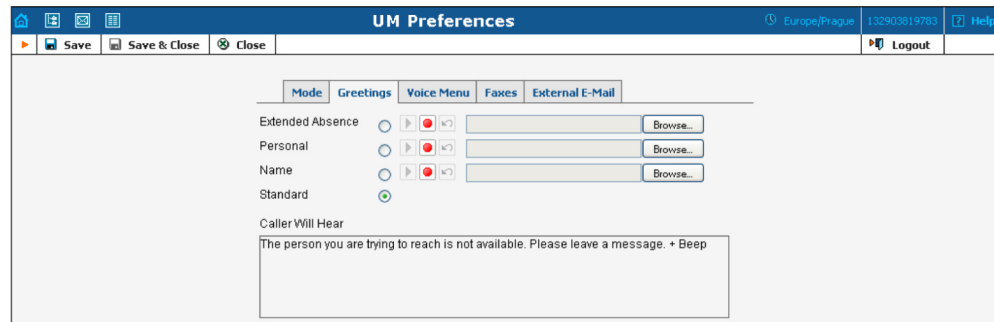 UM Preferences
Europe/Prague 132903819783 Help
Save Save & Close Close Logout
Mode Greetings Voice Menu Faxes External E-Mail
Extended Absence Browse...
Personal Browse...
Name Browse...
Standard
Caller Will Hear
The person you are trying to reach is not available. Please leave a message. + Beep